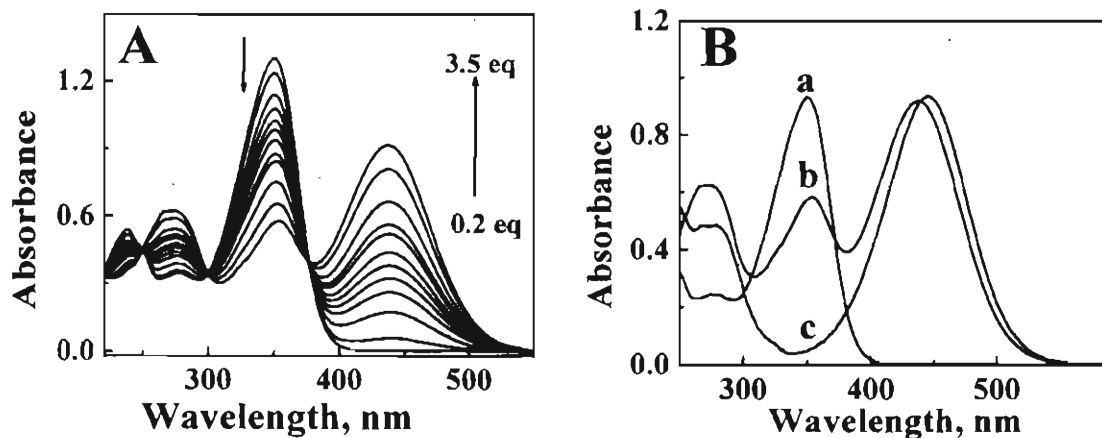 A
3.5 eq
0.2 eq
1.2
0.6
0.0
Absorbance
300 400 500
Wavelength, nm
B
a
b
c
1.2
0.8
0.4
0.0
Absorbance
300 400 500
Wavelength, nm